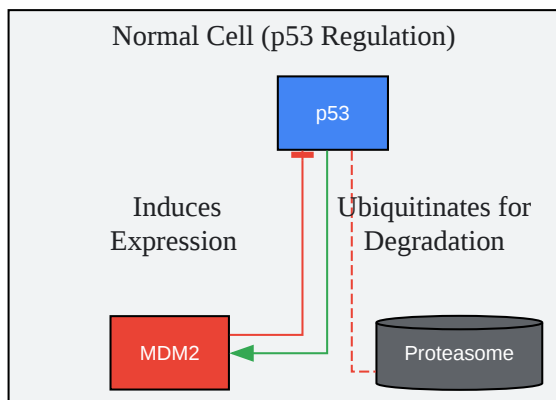 Normal Cell (p53 Regulation)
p53
Induces
Expression
Ubiquitinates for
Degradation
MDM2
Proteasome